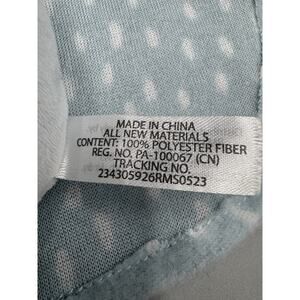 MADE IN CHINA
ALL NEW MATERIALS
CONTENT: 100% POLYESTER FIBER
REG. NO. PA-100067 (CN)
TRACKING NO.
234305926RMS0523